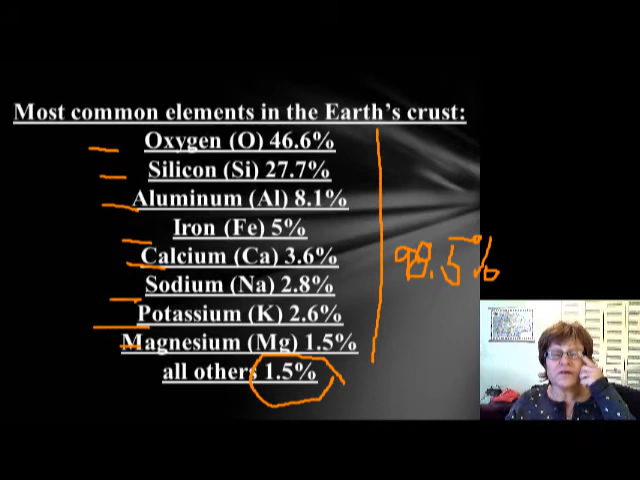 Most common elements in the Earth's crust:
Oxygen (O) 46.6%
Silicon (Si) 27.7%
Aluminum (Al) 8.1%
Iron (Fe) 5%
Calcium (Ca) 3.6%
98.5%
Sodium (Na) 2.8%
Potassium (K) 2.6%
Magnesium (Mg) 1.5%
all others 1.5%